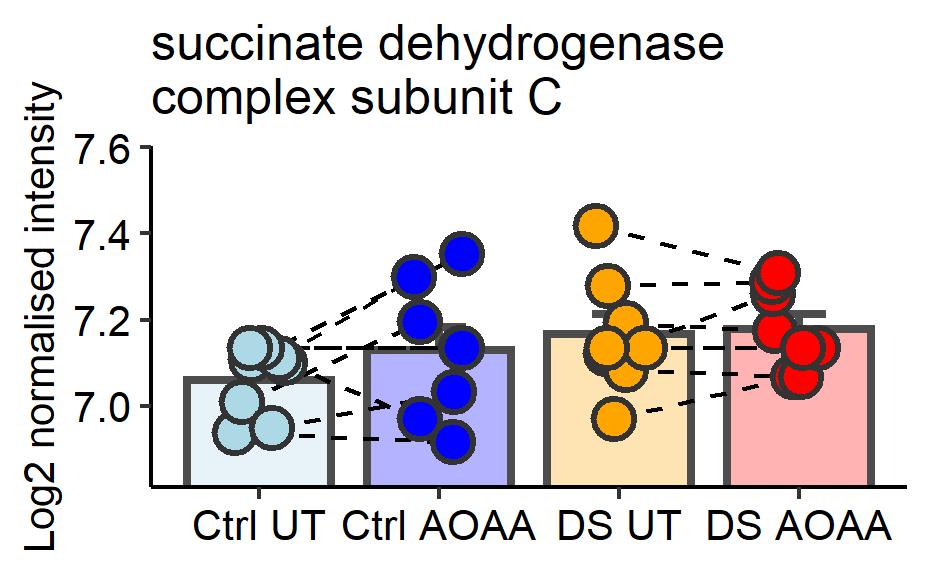 succinate dehydrogenase
complex subunit C
Log2 normalised intensity
7.6
7.4
7.2
7.0
Ctrl UT Ctrl AOAA DS UT DS AOAA